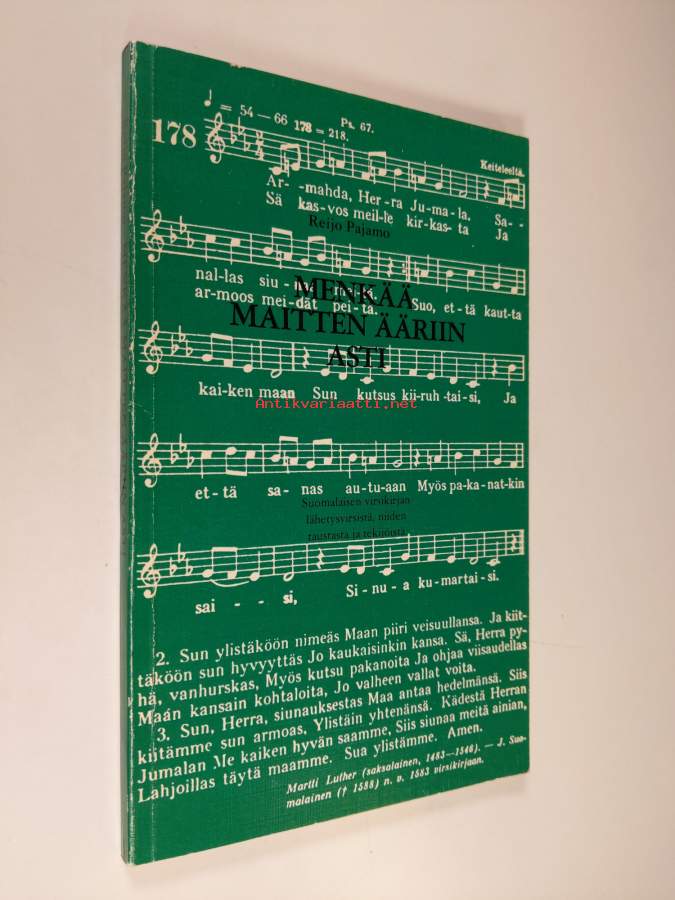 ♩ = 54 — 66 178 = 218. Ps. 67.
178
Keiteleeltä.
Ar- -mahda, Her-ra Ju-ma-la. Sa- -
Sä kas-vos meil-le kir-kas-ta Ja
Reijo Pajamo
nal-las siu- Suo, et-tä kaut-ta
ar-moos mei-dät pei-tä.
MENKÄÄ
MAITTEN ÄÄRIIN
ASTI
kai-ken maan Sun kutsus kii-ruh-tai-si, Ja
Antikvariaatti.net
et-tä sa-nas au-tu-aan Myös pa-ka-nat-kin
Suomalaisen virsikirjan
lähetysvirsistä, niiden
taustasta ja tekijöistä
sai - - si, Si-nu-a ku-martai-si.
2. Sun ylistäköön nimeäs Maan piiri veisuullansa. Ja kiit-
täköön sun hyvyyttäs Jo kaukaisinkin kansa. Sä, Herra py-
hä, vanhurskas, Myös kutsu pakanoita Ja ohjaa viisaudellas
Maan kansain kohtaloita, Jo valheen vallat voita.
3. Sun, Herra, siunauksestas Maa antaa hedelmänsä. Siis
kiitämme sun armoas, Ylistäin yhtenänsä. Kädestä Herran
Jumalan Me kaiken hyvän saamme, Siis siunaa meitä ainian,
Lahjoillas täytä maamme. Sua ylistämme. Amen.
Martti Luther (saksalainen, 1483—1546). — J. Suo-
malainen († 1588) n. v. 1583 virsikirjaan.